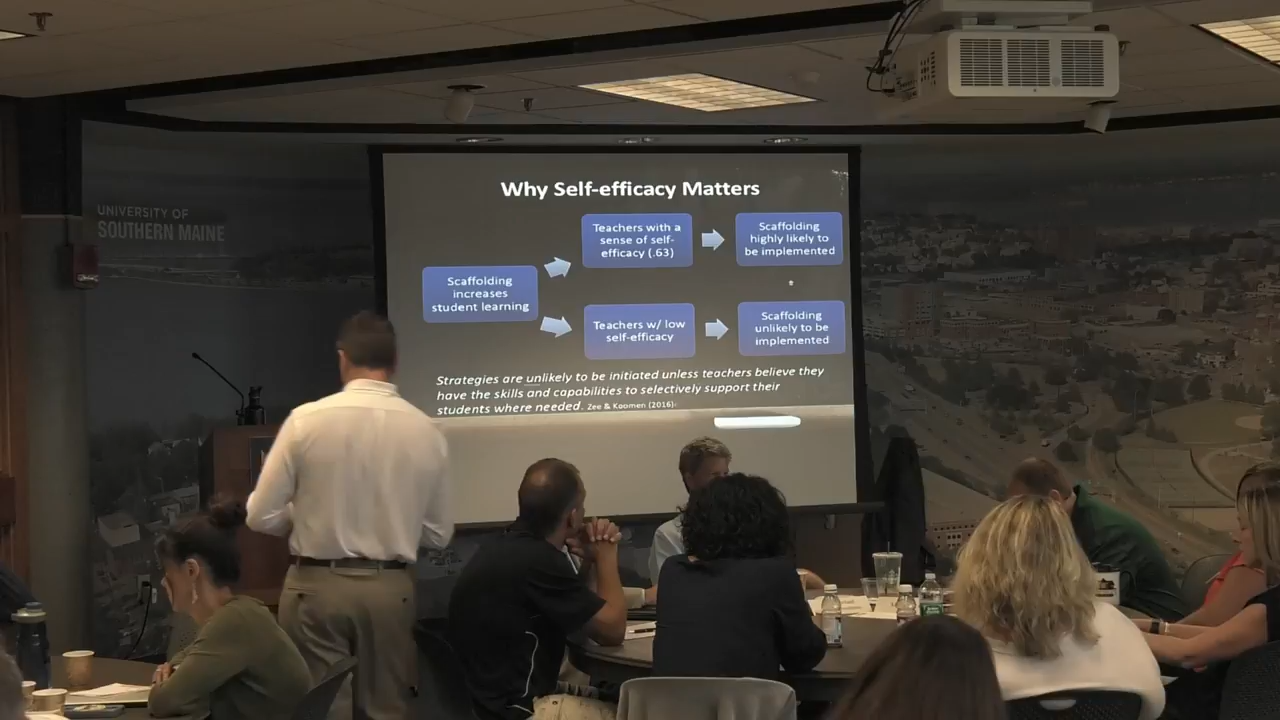 UNIVERSITY OF
SOUTHERN MAINE
Why Self-efficacy Matters
Scaffolding
increases
student learning
Teachers with a
sense of self-
efficacy (.63)
Scaffolding
highly likely to
be implemented
Teachers w/ low
self-efficacy
Scaffolding
unlikely to be
implemented
Strategies are unlikely to be initiated unless teachers believe they
have the skills and capabilities to selectively support their
students where needed. Zee & Koomen (2016)